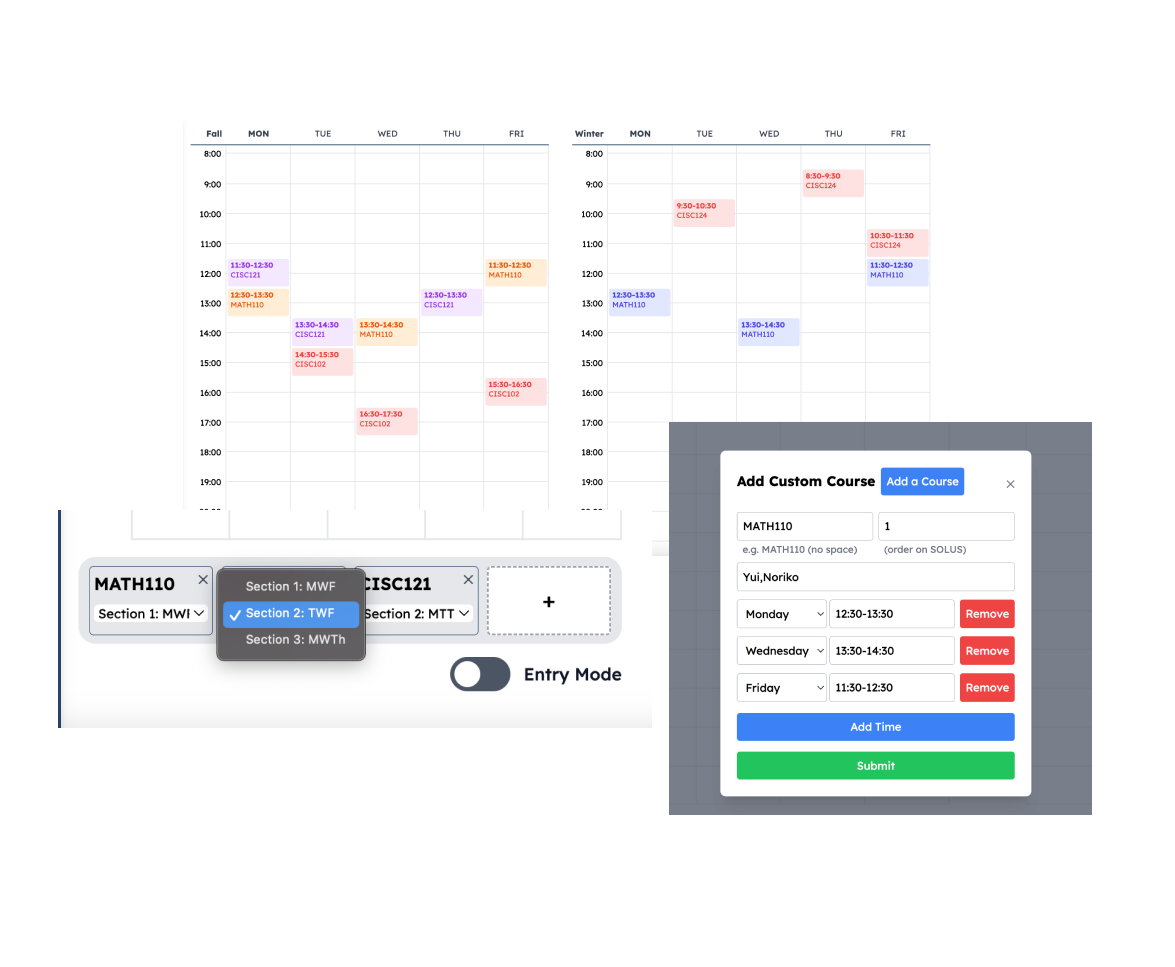 Fall MON TUE WED THU FRI
8:00
9:00
10:00
11:00
11:30-12:30
CISC121
11:30-12:30
MATH110
12:00
12:30-13:30
MATH110
12:30-13:30
CISC121
13:00
13:30-14:30
CISC121
13:30-14:30
MATH110
14:00
14:30-15:30
CISC102
15:00
15:30-16:30
CISC102
16:00
16:30-17:30
CISC102
17:00
18:00
19:00
Winter MON TUE WED THU FRI
8:00
8:30-9:30
CISC124
9:00
9:30-10:30
CISC124
10:00
10:30-11:30
CISC124
11:00
11:30-12:30
MATH110
12:00
12:30-13:30
MATH110
13:00
13:30-14:30
MATH110
14:00
15:00
16:00
17:00
18:00
19:00
MATH110
Section 1: MWF
Section 1: MWF
Section 2: TWF
Section 3: MWTh
CISC121
Section 2: MTT
+
Entry Mode
Add Custom Course Add a Course
MATH110 1
e.g. MATH110 (no space) (order on SOLUS)
Yui,Noriko
Monday 12:30-13:30 Remove
Wednesday 13:30-14:30 Remove
Friday 11:30-12:30 Remove
Add Time
Submit